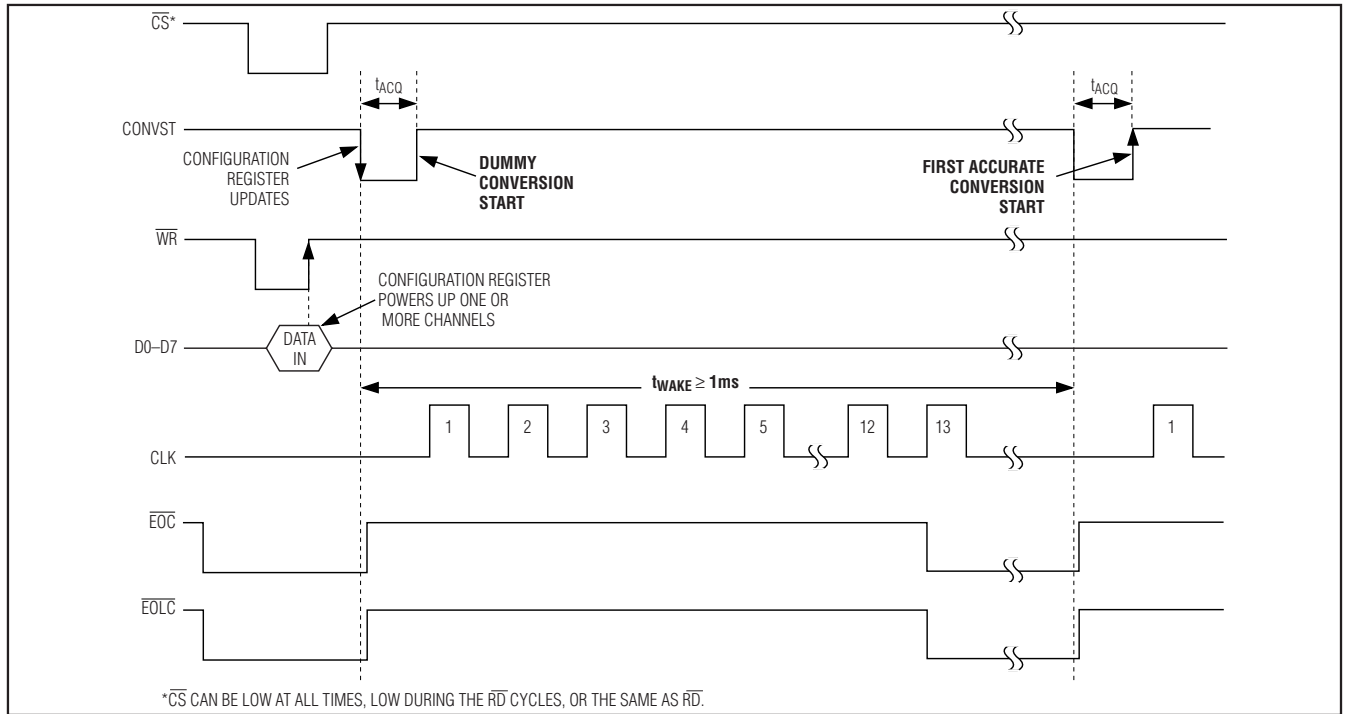 CS*
tACQ
tACQ
CONVST
CONFIGURATION
REGISTER
UPDATES
DUMMY
CONVERSION
START
FIRST ACCURATE
CONVERSION
START
WR
CONFIGURATION REGISTER
POWERS UP ONE OR
MORE CHANNELS
D0–D7
DATA
IN
tWAKE ≥ 1ms
1 2 3 4 5 12 13 1
CLK
EOC
EOLC
*CS CAN BE LOW AT ALL TIMES, LOW DURING THE RD CYCLES, OR THE SAME AS RD.